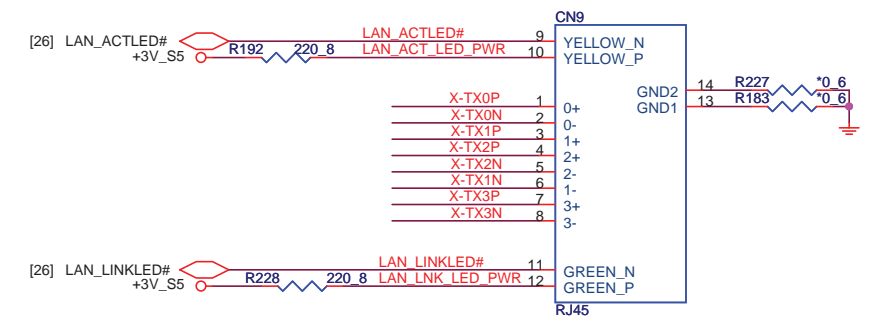 CN9
[26] LAN_ACTLED# LAN_ACTLED# 9 YELLOW_N
+3V_S5 R192 220_8 LAN_ACT_LED_PWR 10 YELLOW_P
GND2 14 R227 *0_6
GND1 13 R183 *0_6
X-TX0P 1 0+
X-TX0N 2 0-
X-TX1P 3 1+
X-TX2P 4 2+
X-TX2N 5 2-
X-TX1N 6 1-
X-TX3P 7 3+
X-TX3N 8 3-
[26] LAN_LINKLED# LAN_LINKLED# 11 GREEN_N
+3V_S5 R228 220_8 LAN_LNK_LED_PWR 12 GREEN_P
RJ45